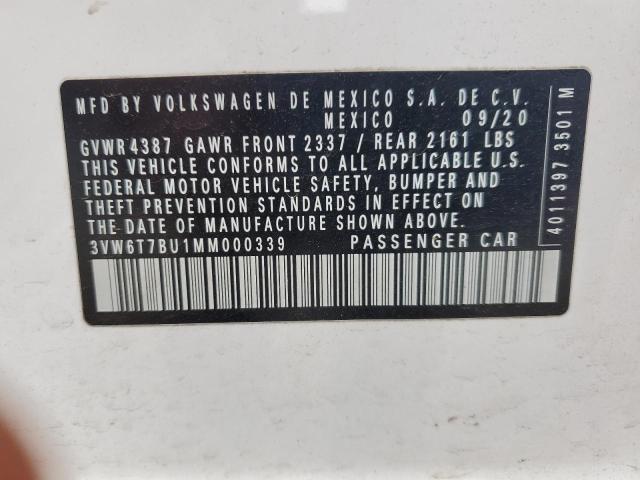 MFD BY VOLKSWAGEN DE MEXICO S.A. DE C.V.
MEXICO 09/20
GVWR 4387 GAWR FRONT 2337 / REAR 2161 LBS
THIS VEHICLE CONFORMS TO ALL APPLICABLE U.S.
FEDERAL MOTOR VEHICLE SAFETY, BUMPER AND
THEFT PREVENTION STANDARDS IN EFFECT ON
THE DATE OF MANUFACTURE SHOWN ABOVE.
3VW6T7BU1MM000339 PASSENGER CAR
4011397 3501 M